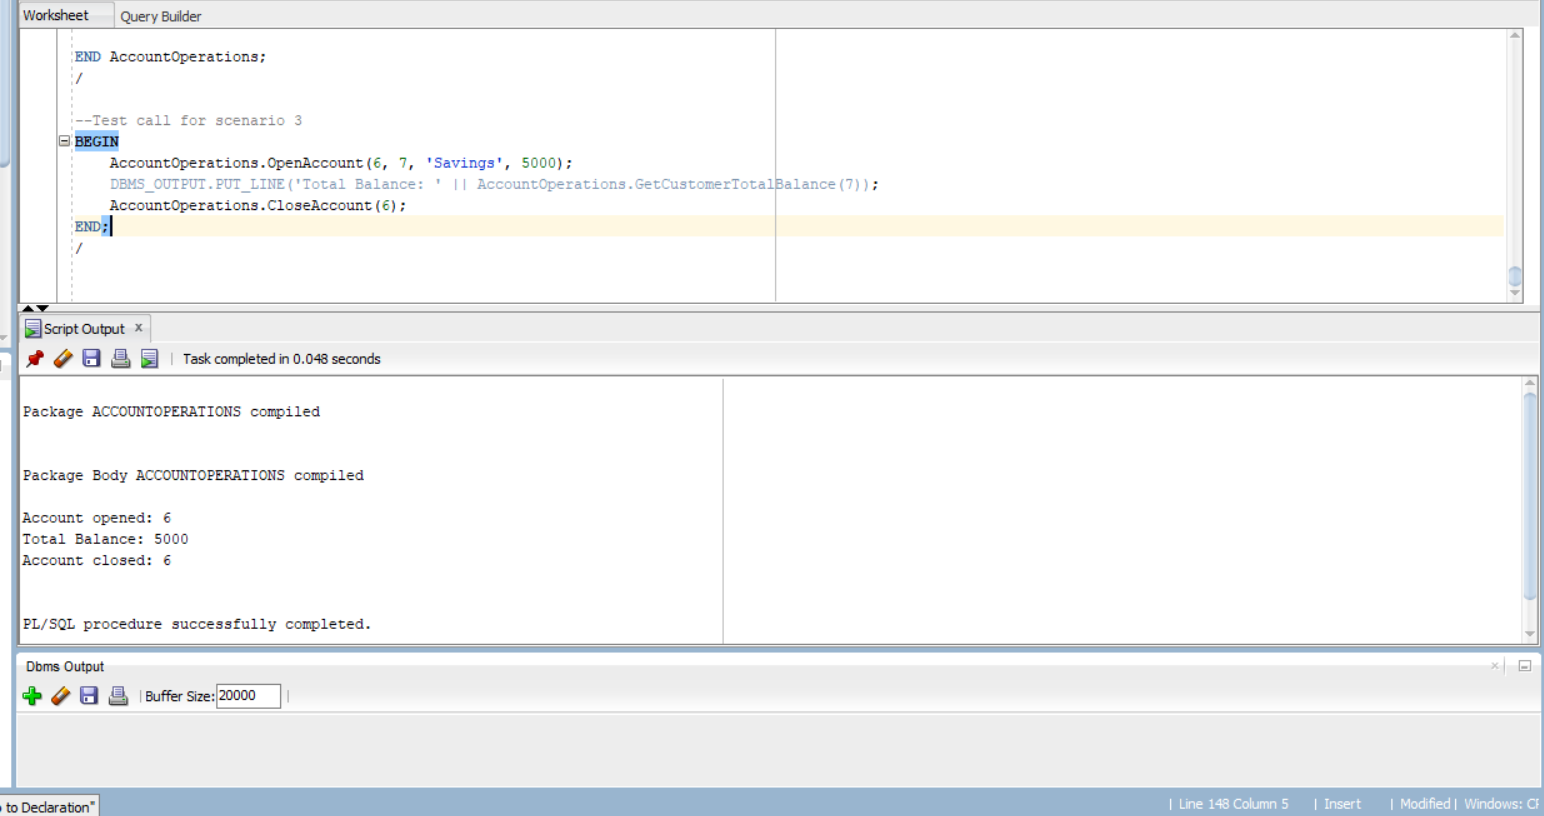 Worksheet Query Builder
END AccountOperations;
/
--Test call for scenario 3
BEGIN
AccountOperations.OpenAccount(6, 7, 'Savings', 5000);
DBMS_OUTPUT.PUT_LINE('Total Balance: ' || AccountOperations.GetCustomerTotalBalance(7));
AccountOperations.CloseAccount(6);
END;
/
Script Output x
Task completed in 0.048 seconds
Package ACCOUNTOPERATIONS compiled
Package Body ACCOUNTOPERATIONS compiled
Account opened: 6
Total Balance: 5000
Account closed: 6
PL/SQL procedure successfully completed.
Dbms Output
Buffer Size: 20000
to Declaration"
| Line 148 Column 5 | Insert | Modified | Windows: